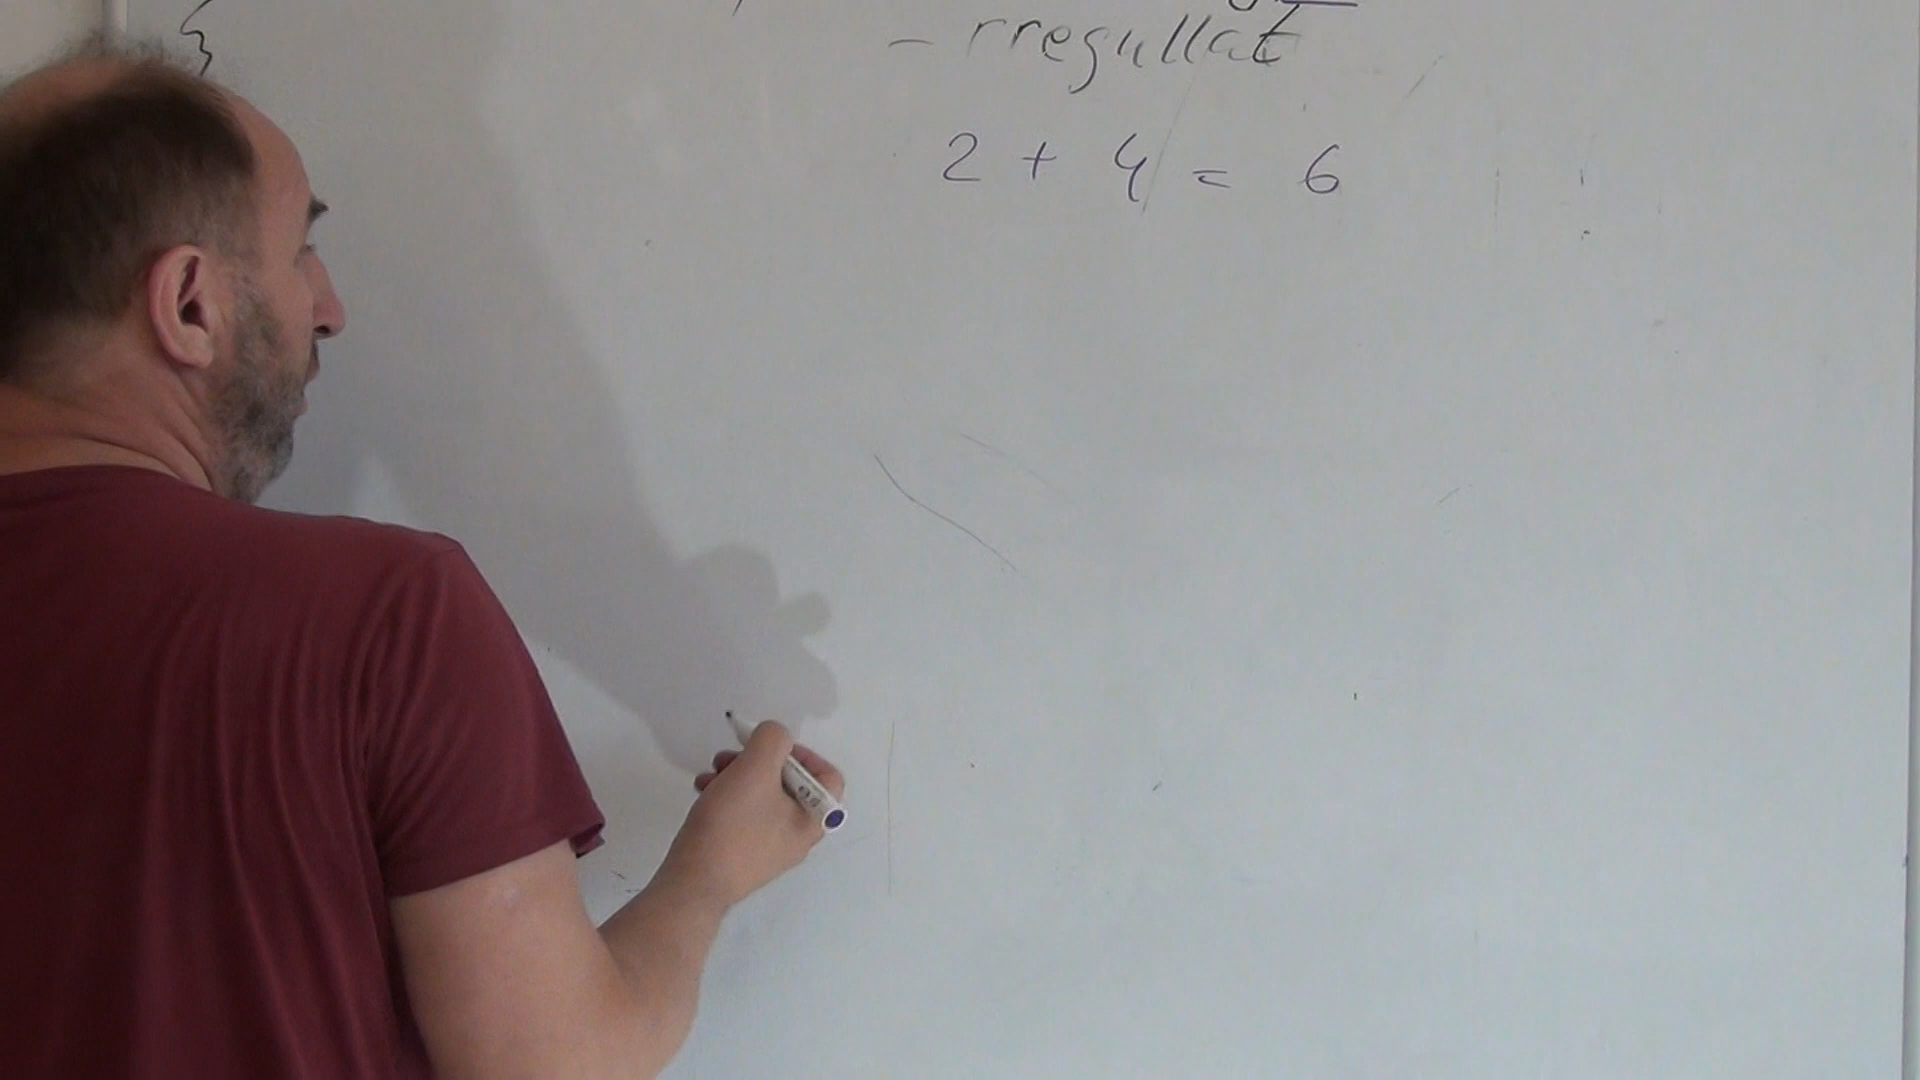 - rregullat
2 + 4 = 6